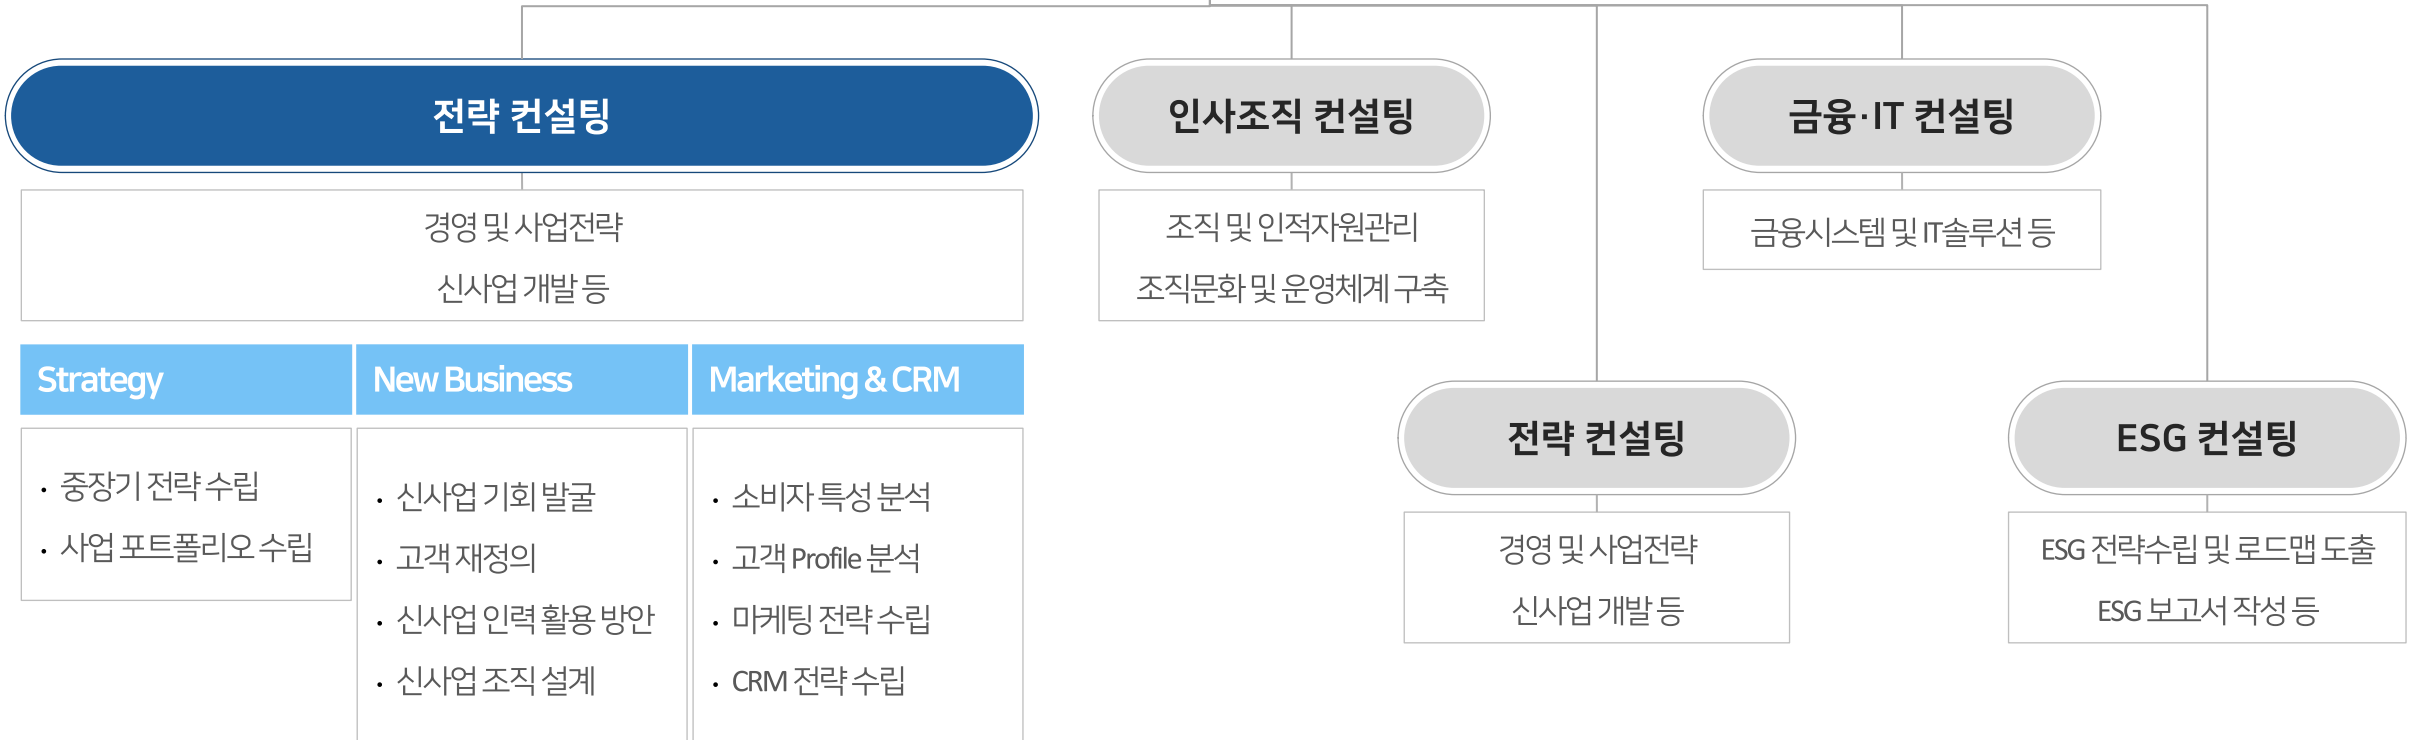 전략 컨설팅
경영 및 사업전략
신사업 개발 등
Strategy
중장기 전략 수립
사업 포트폴리오 수립
New Business
신사업 기회 발굴
고객 재정의
신사업 인력 활용 방안
신사업 조직 설계
Marketing & CRM
소비자 특성 분석
고객 Profile 분석
마케팅 전략 수립
CRM 전략 수립
인사조직 컨설팅
조직 및 인적자원관리
조직문화 및 운영체계 구축
전략 컨설팅
경영 및 사업전략
신사업 개발 등
금융·IT 컨설팅
금융시스템 및 IT솔루션 등
ESG 컨설팅
ESG 전략수립 및 로드맵 도출
ESG 보고서 작성 등